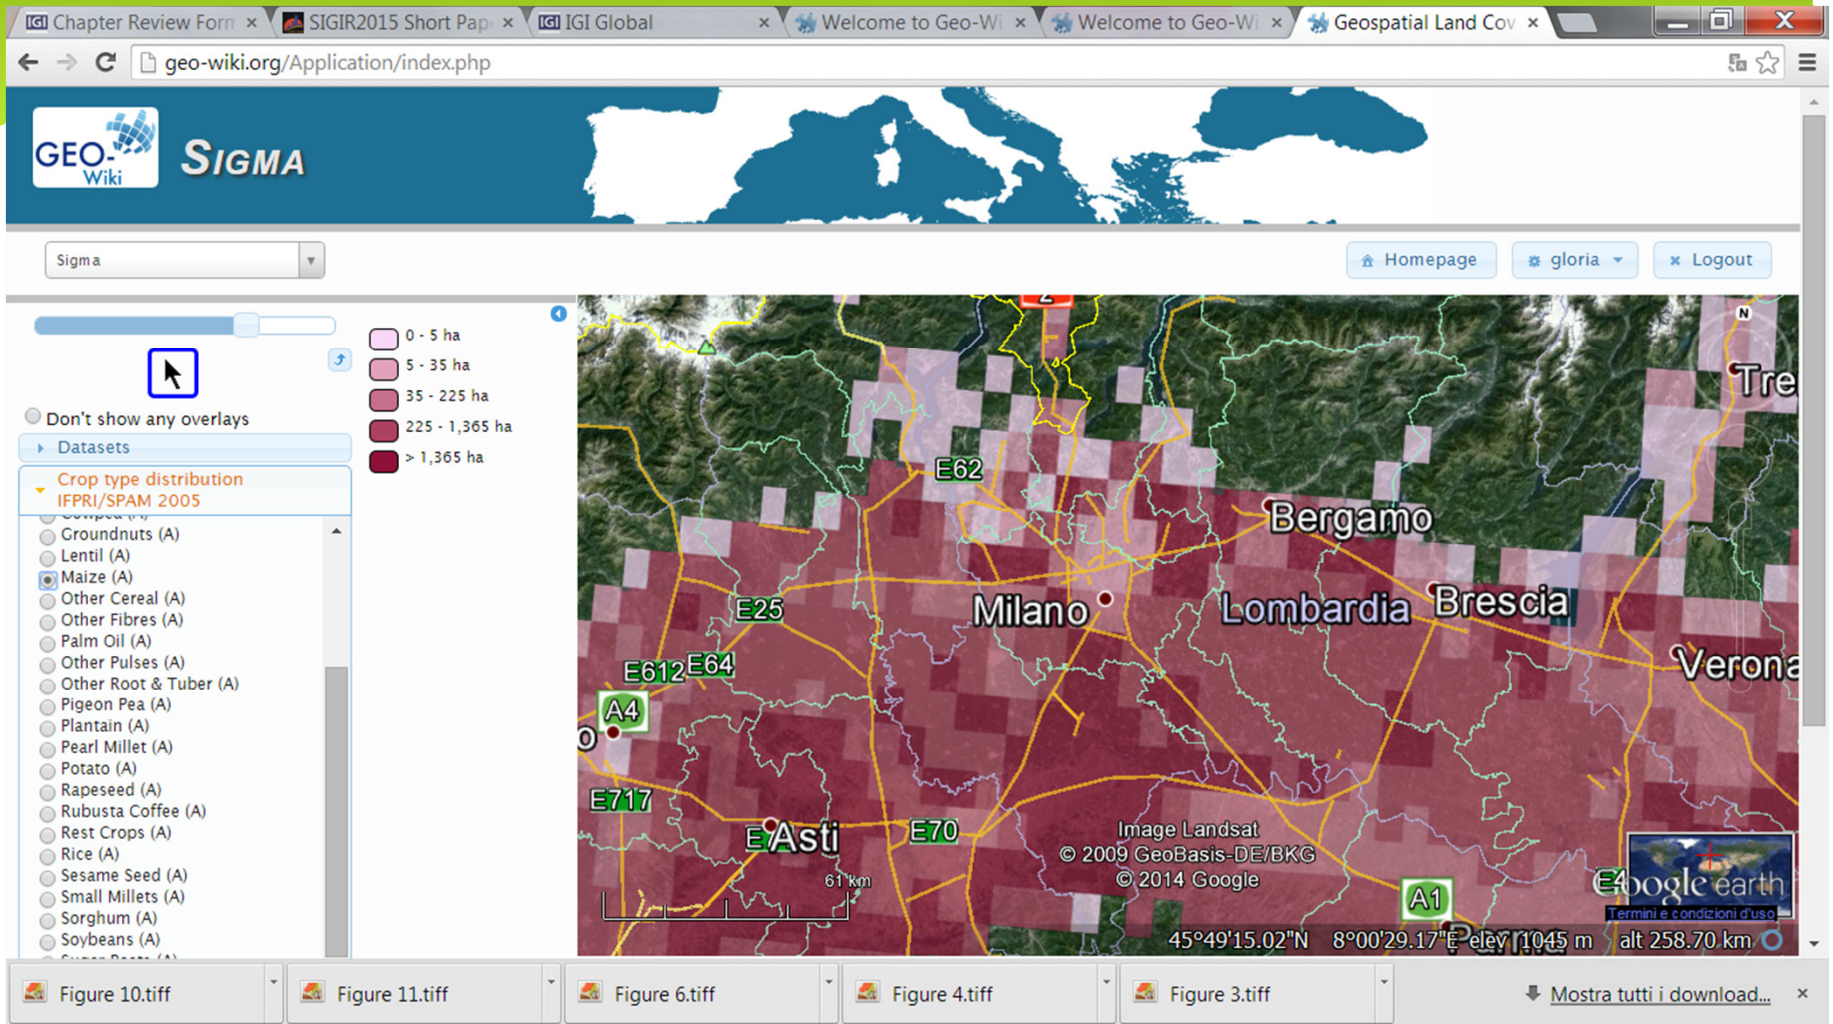 Chapter Review Form
SIGIR2015 Short Pap
IGI Global
Welcome to Geo-Wi
Welcome to Geo-Wi
Geospatial Land Cov
geo-wiki.org/Application/index.php
GEO-
Wiki
SIGMA
Sigma
Homepage
gloria
Logout
0 - 5 ha
5 - 35 ha
35 - 225 ha
225 - 1,365 ha
> 1,365 ha
Don't show any overlays
Datasets
Crop type distribution
IFPRI/SPAM 2005
Groundnuts (A)
Lentil (A)
Maize (A)
Other Cereal (A)
Other Fibres (A)
Palm Oil (A)
Other Pulses (A)
Other Root & Tuber (A)
Pigeon Pea (A)
Plantain (A)
Pearl Millet (A)
Potato (A)
Rapeseed (A)
Rubusta Coffee (A)
Rest Crops (A)
Rice (A)
Sesame Seed (A)
Small Millets (A)
Sorghum (A)
Soybeans (A)
2
N
Tre
E62
Bergamo
E25
Milano
Lombardia
Brescia
E612
E64
Verona
A4
o
E717
E70
Asti
61 km
Image Landsat
© 2009 GeoBasis-DE/BKG
© 2014 Google
A1
Google earth
Termini e condizioni d'uso
Parma
45°49'15.02"N 8°00'29.17"E elev 1045 m alt 258.70 km
Figure 10.tiff
Figure 11.tiff
Figure 6.tiff
Figure 4.tiff
Figure 3.tiff
Mostra tutti i download...